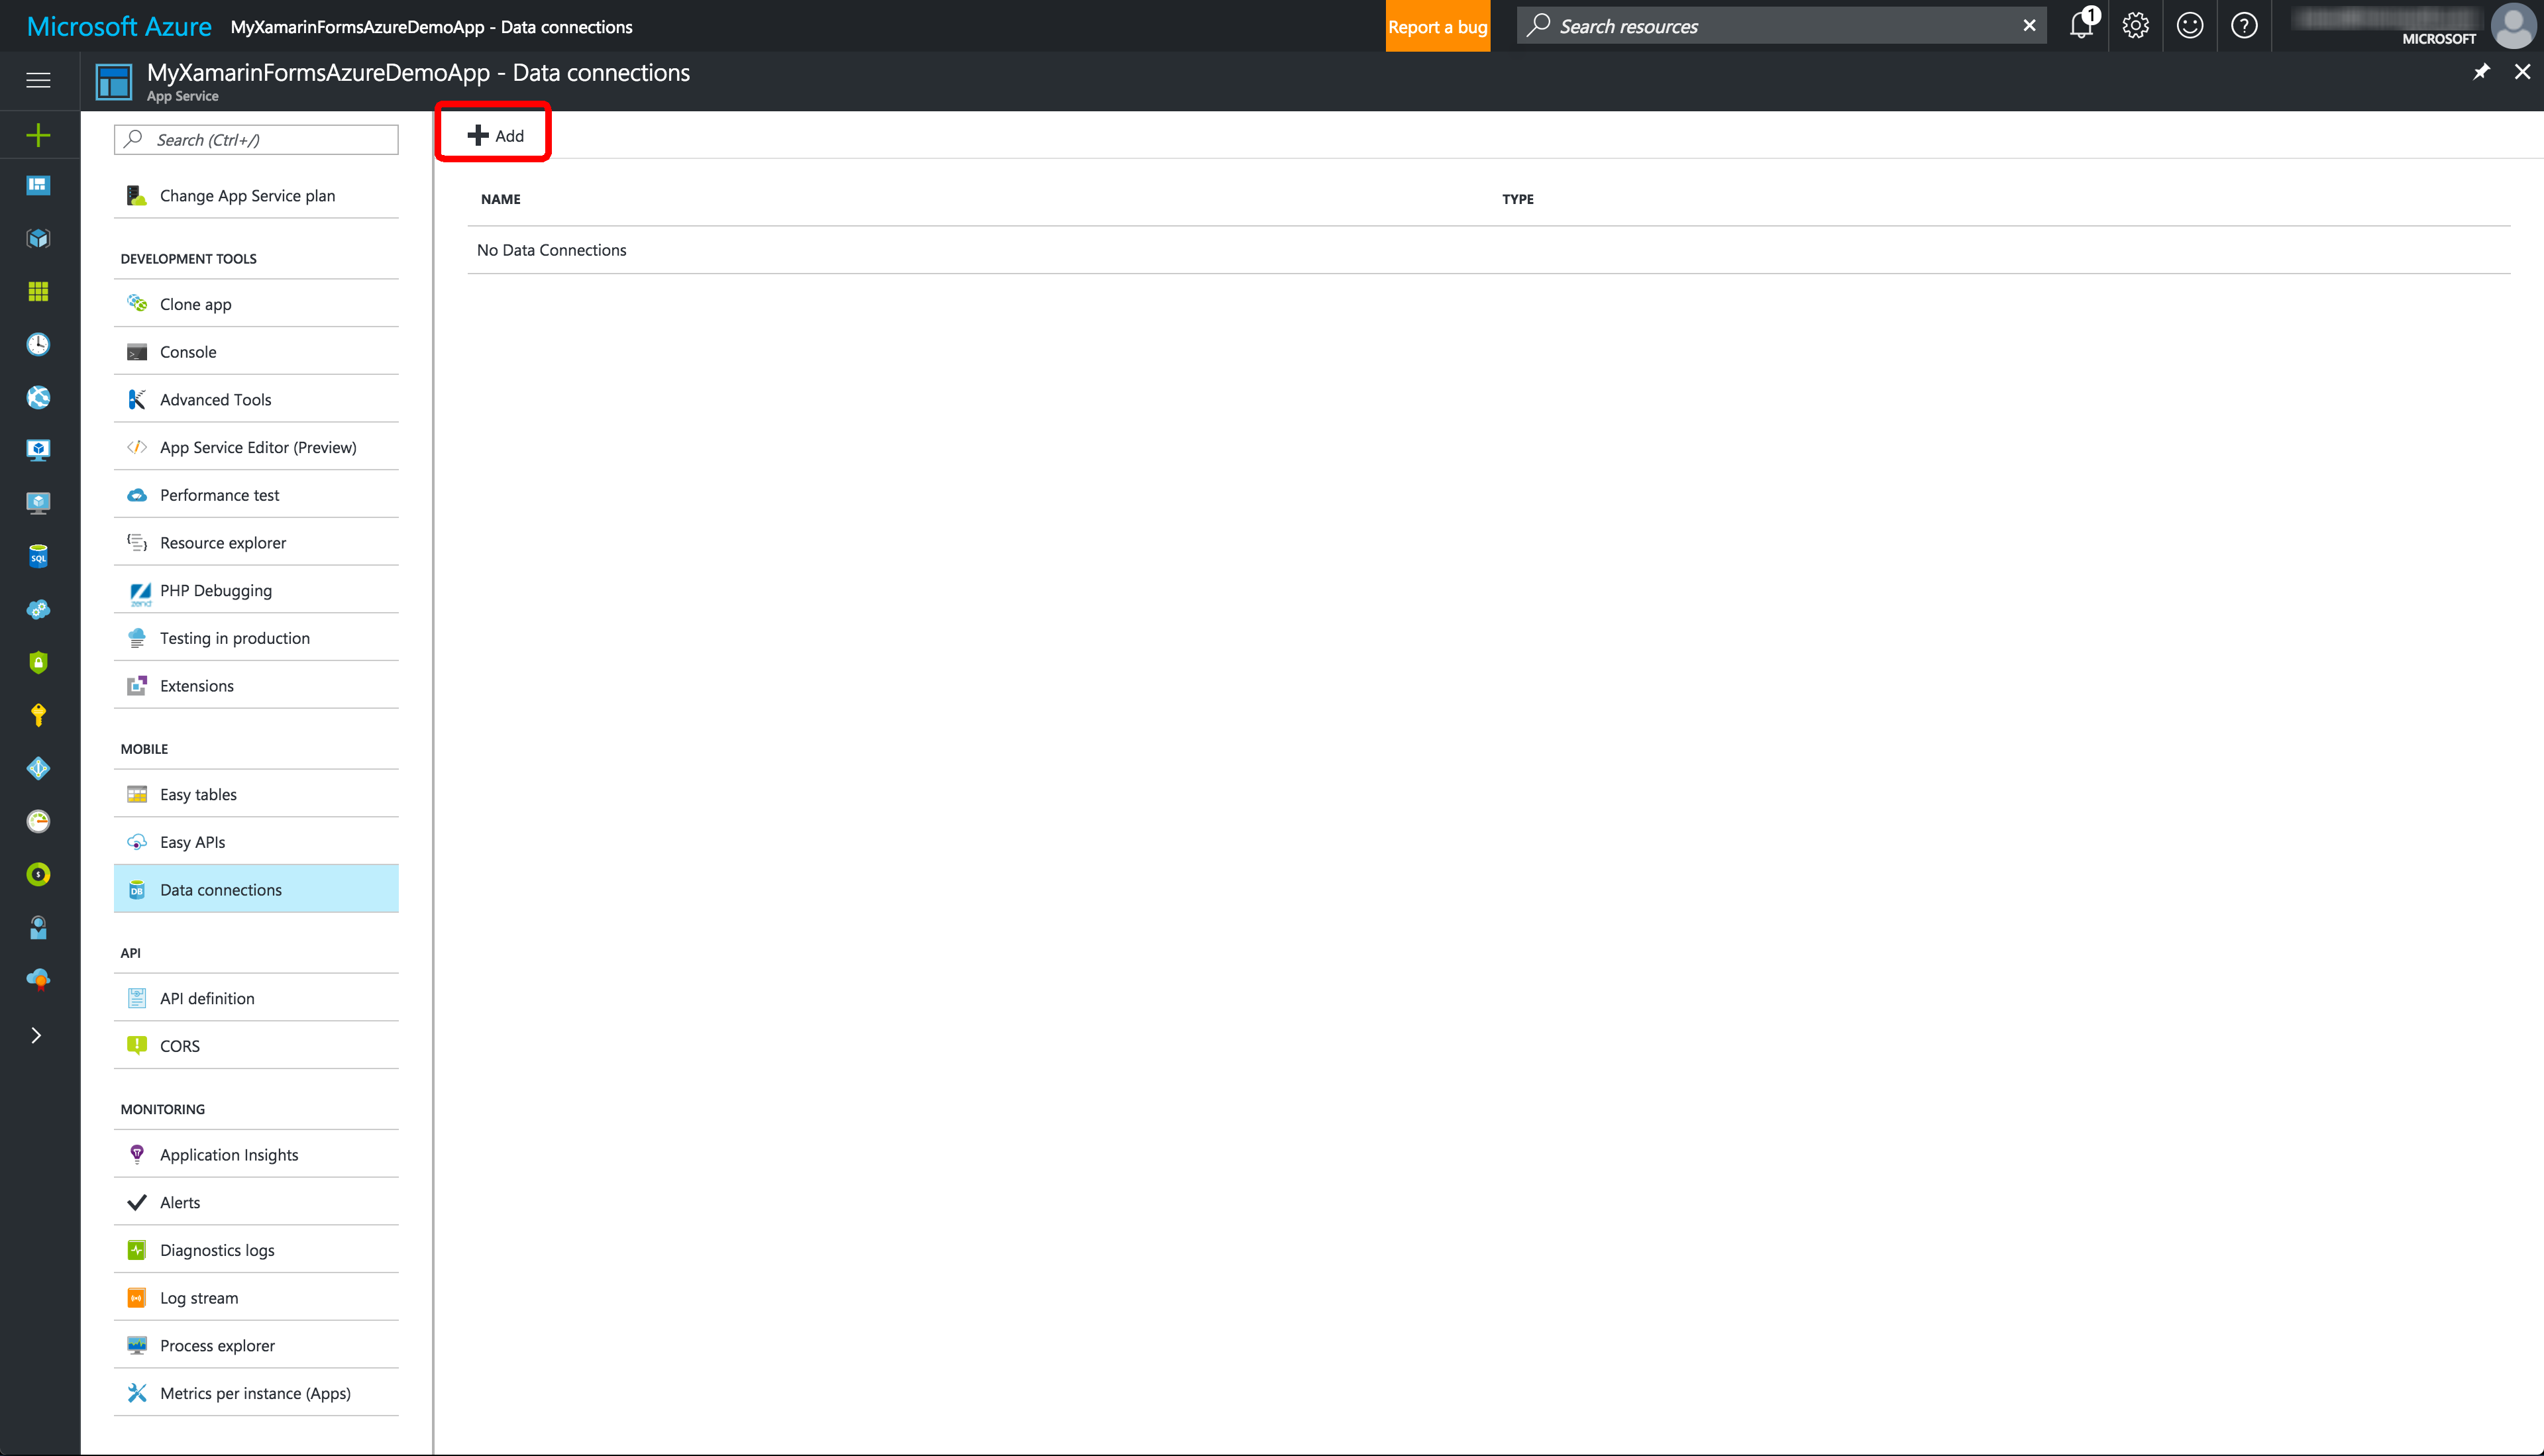 Microsoft Azure MyXamarinFormsAzureDemoApp - Data connections
Report a bug
Search resources
1
MICROSOFT
MyXamarinFormsAzureDemoApp - Data connections
App Service
Search (Ctrl+/)
Add
Change App Service plan
NAME TYPE
No Data Connections
DEVELOPMENT TOOLS
Clone app
Console
Advanced Tools
App Service Editor (Preview)
Performance test
Resource explorer
zend PHP Debugging
Testing in production
Extensions
MOBILE
Easy tables
Easy APIs
DB Data connections
SQL
API
API definition
CORS
MONITORING
Application Insights
Alerts
Diagnostics logs
Log stream
Process explorer
Metrics per instance (Apps)